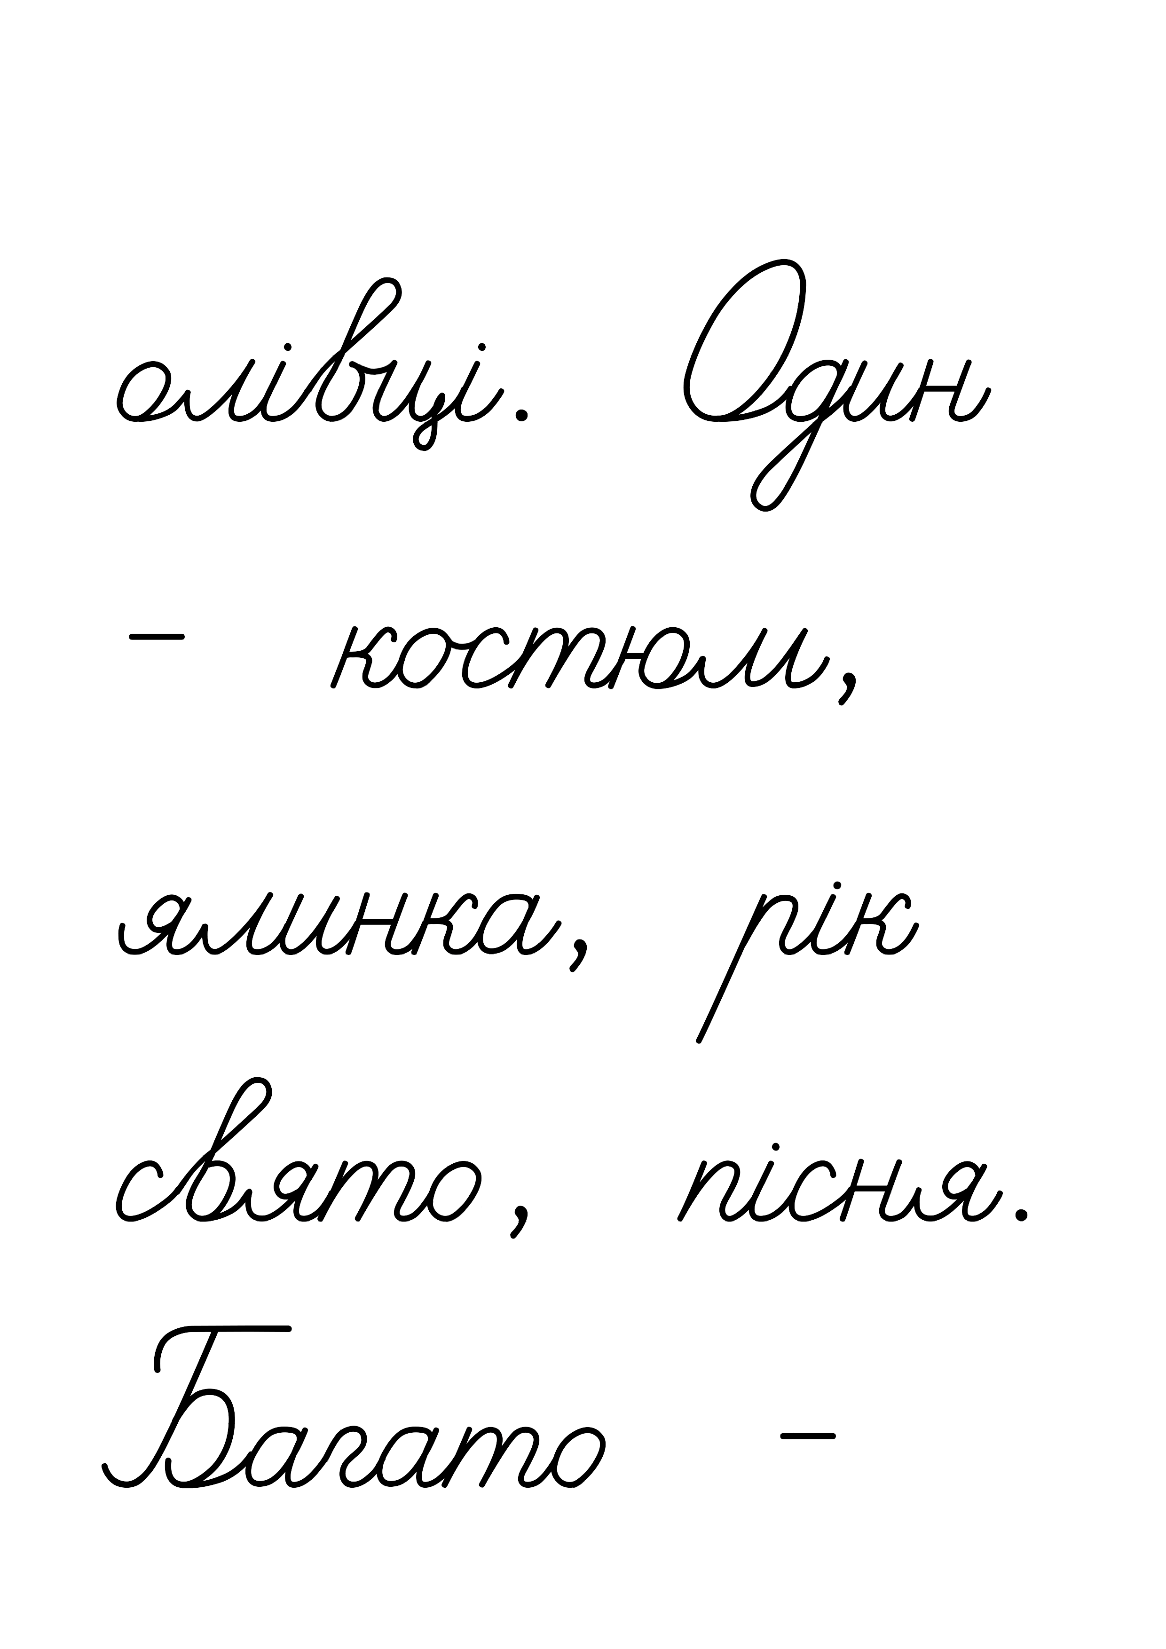 олівці. Один
– костюм,
ялинка, рік
свято, пісня.
Багато –